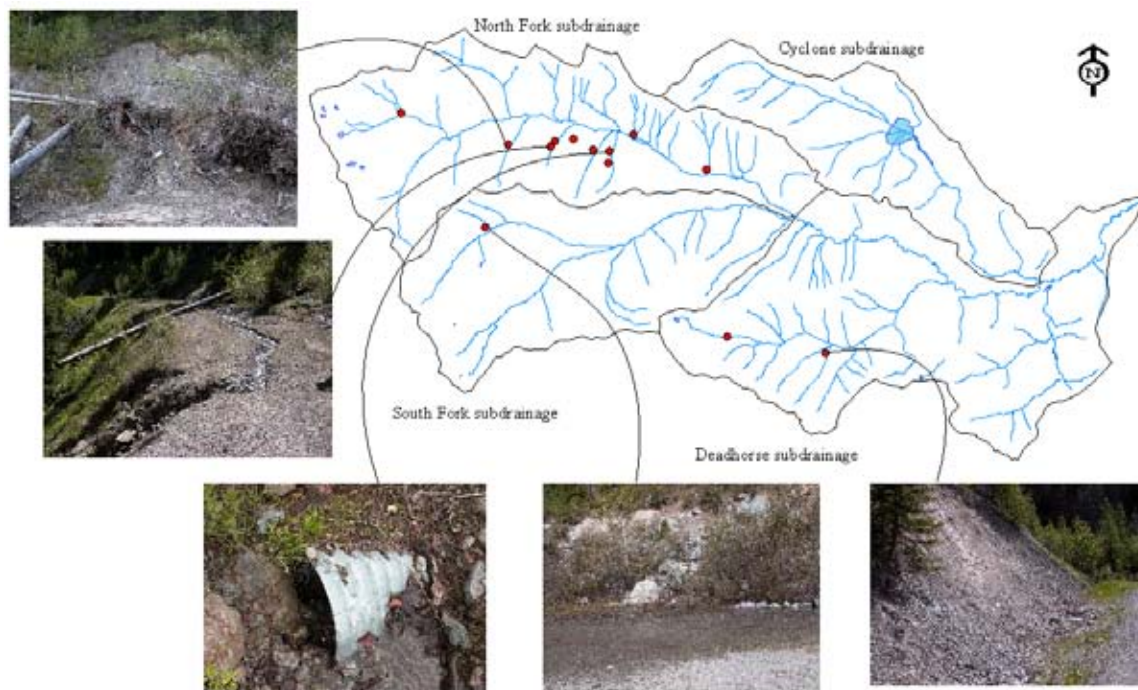 North Fork subdrainage
Cyclone subdrainage
N
South Fork subdrainage
Deadhorse subdrainage